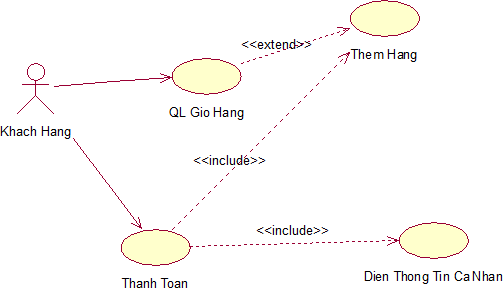 <<extend>>
Them Hang
QL Gio Hang
Khach Hang
<<include>>
<<include>>
Thanh Toan
Dien Thong Tin Ca Nhan